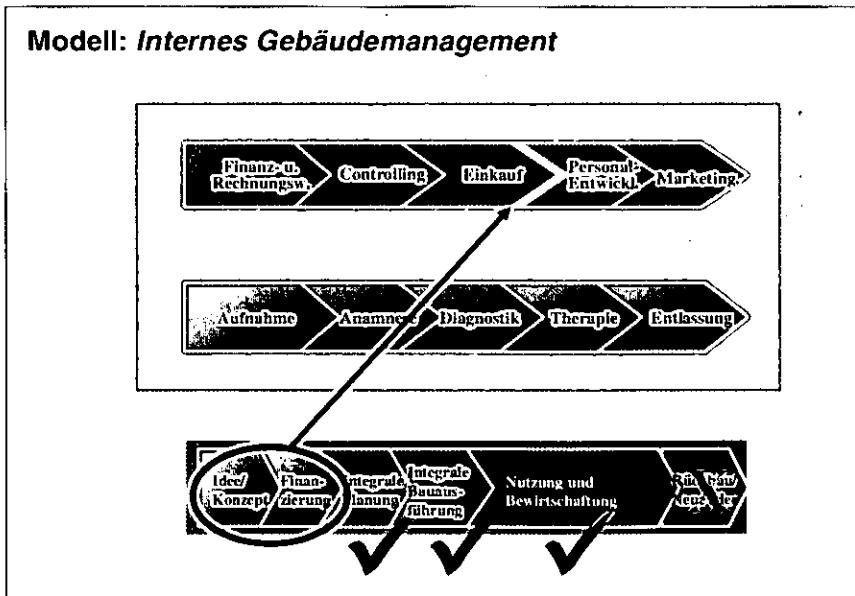 Modell: Internes Gebäudemanagement
Finanz- u.
Rechnungsw.
Controlling
Einkauf
Personal-
Entwickl.
Marketing
Aufnahme
Anamnese
Diagnostik
Therapie
Entlassung
Idee/
Konzept
Finan-
zierung
Integrale
Planung
Integrale
Bauaus-
führung
Nutzung und
Bewirtschaftung